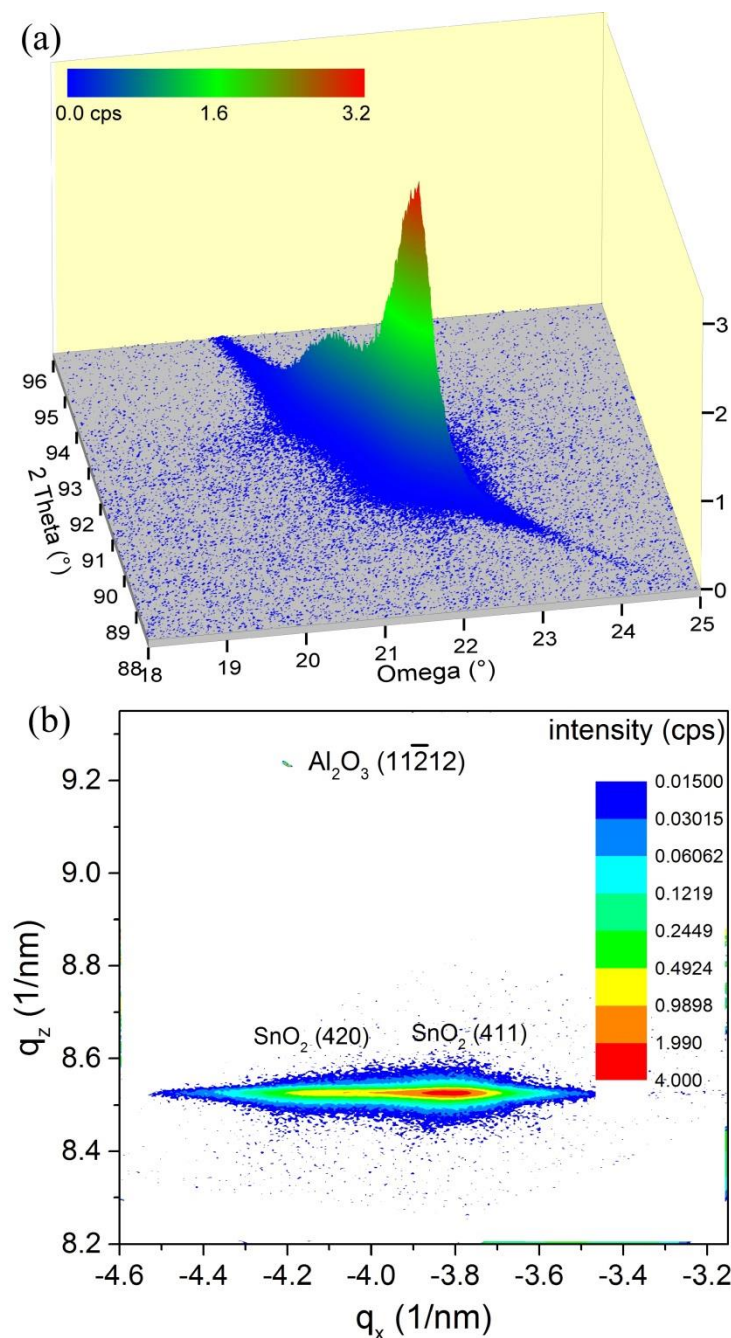 (a)
0.0 cps 1.6 3.2
3
2
1
0
96
95
94
93
92
91
90
89
88
2 Theta (°)
18 19 20 21 22 23 24 25
Omega (°)
(b)
intensity (cps)
Al₂O₃ (112̅12)
0.01500
0.03015
0.06062
0.1219
0.2449
0.4924
0.9898
1.990
4.000
SnO₂ (420) SnO₂ (411)
9.2
9.0
8.8
8.6
8.4
8.2
q_z (1/nm)
-4.6 -4.4 -4.2 -4.0 -3.8 -3.6 -3.4 -3.2
q_x (1/nm)